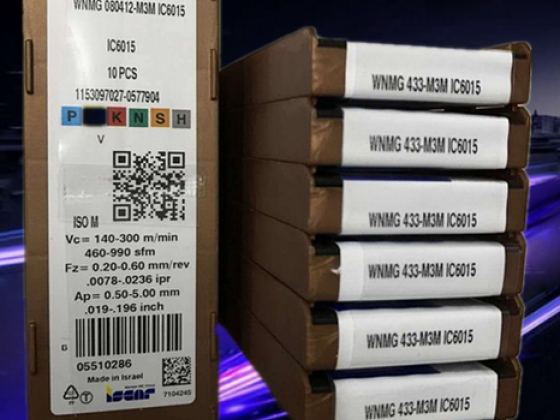 WNMG 080412-M3M IC6015
IC6015
10 PCS
1153097027-0577904
P K N S H
V
ISO M
Vc= 140-300 m/min
460-990 sfm
Fz= 0.20-0.60 mm/rev
.0078-.0236 ipr
Ap= 0.50-5.00 mm
.019-.196 inch
05510286
Made in Israel
Member IMC Group
iscar
7104245
WNMG 433-M3M IC6015
WNMG 433-M3M IC6015
WNMG 433-M3M IC6015
WNMG 433-M3M IC6015
WNMG 433-M3M IC6015
WNMG 433-M3M IC6015